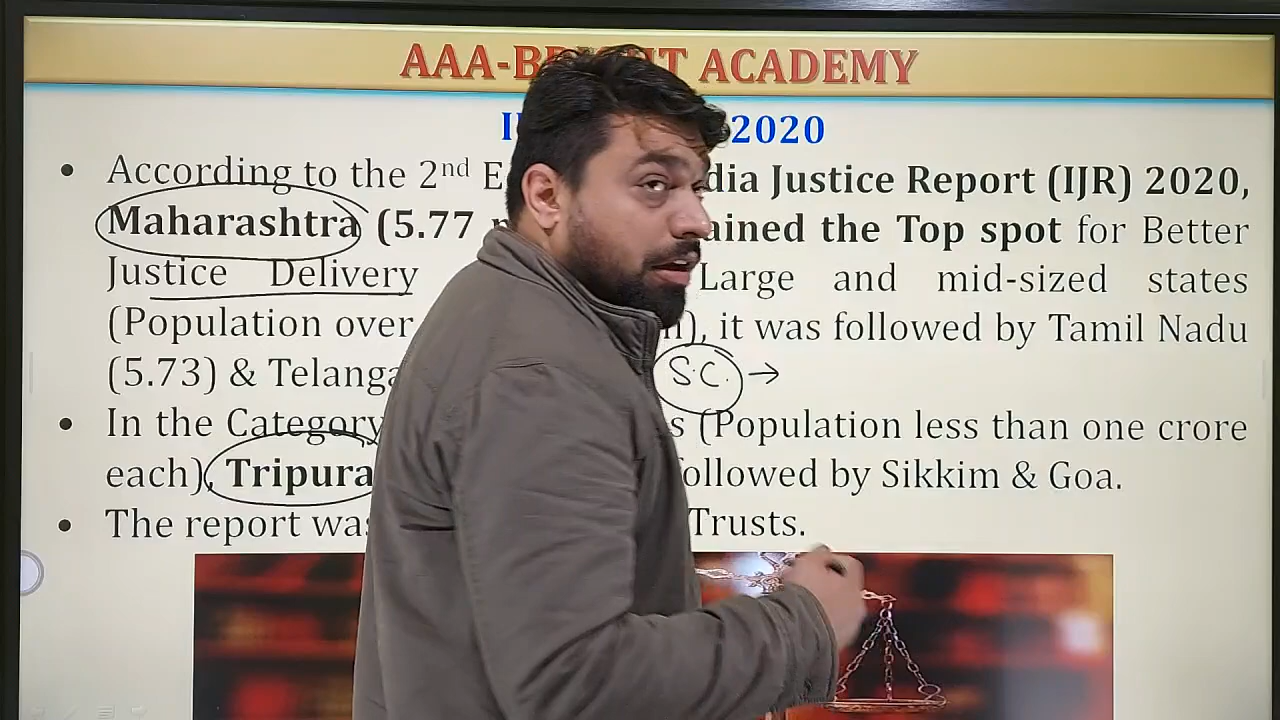 AAA-BRIGHT ACADEMY
2020
According to the 2nd dia Justice Report (IJR) 2020,
Maharashtra (5.77 ained the Top spot for Better
Justice Delivery Large and mid-sized states
(Population over it was followed by Tamil Nadu
(5.73) & S.C. →
In the Category (Population less than one crore
each), Tripura followed by Sikkim & Goa.
The report was Trusts.